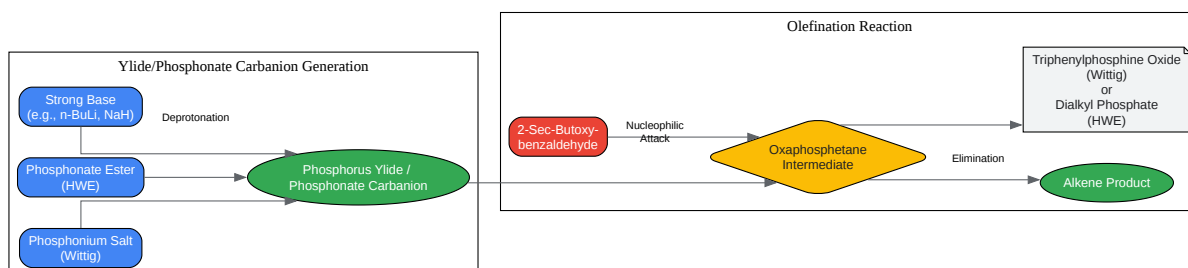 Ylide/Phosphonate Carbanion Generation
Strong Base
(e.g., n-BuLi, NaH)
Deprotonation
Phosphonate Ester
(HWE)
Phosphorus Ylide /
Phosphonate Carbanion
Phosphonium Salt
(Wittig)
Olefination Reaction
2-Sec-Butoxy-
benzaldehyde
Nucleophilic
Attack
Oxaphosphetane
Intermediate
Triphenylphosphine Oxide
(Wittig)
or
Dialkyl Phosphate
(HWE)
Elimination
Alkene Product